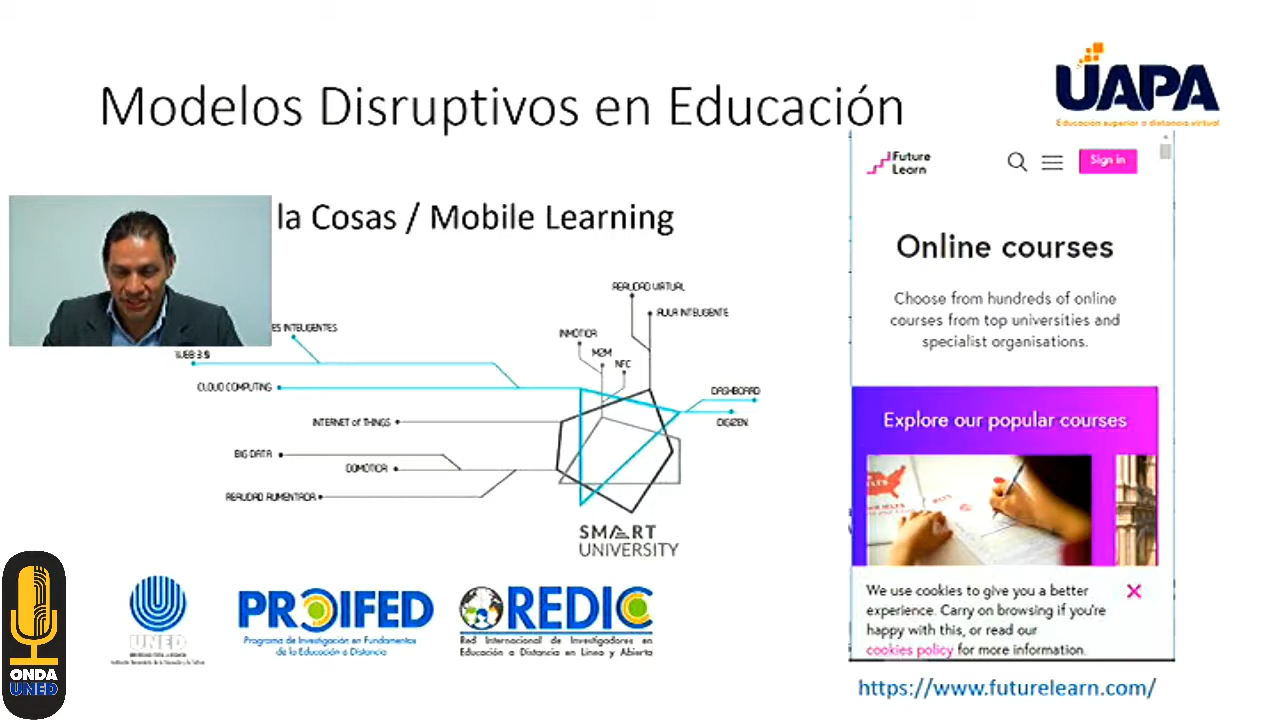 Modelos Disruptivos en Educación
UAPA
Educación superior a distancia virtual
Future
Learn
Sign in
la Cosas / Mobile Learning
Online courses
Choose from hundreds of online
courses from top universities and
specialist organisations.
REALIDAD VIRTUAL
AULA INTELIGENTE
ES INTELIGENTES
INMÓTICA
WEB 3.0
M2M
NFC
CLOUD COMPUTING
DASHBOARD
INTERNET of THINGS
BIG DATA
DOMÓTICA
REALIDAD AUMENTADA
SMART
UNIVERSITY
Explore our popular courses
We use cookies to give you a better
experience. Carry on browsing if you're
happy with this, or read our
cookies policy for more information.
https://www.futurelearn.com/
UNED
PROIFED
Programa de Investigación en Fundamentos
de la Educación a Distancia
REDIC
Red Internacional de Investigadores en
Educación a Distancia en Línea y Abierta
ONDA
UNED